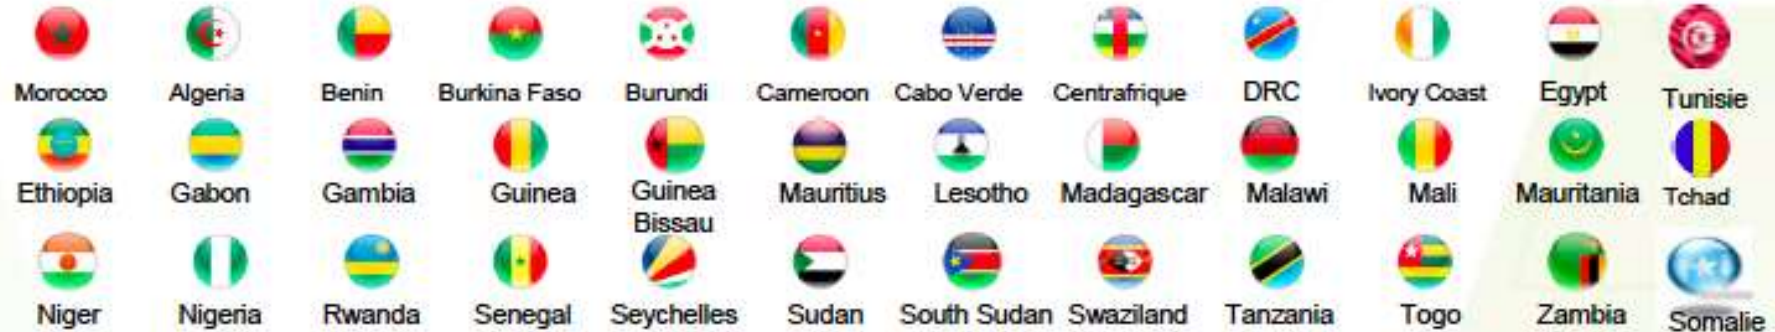 Morocco Algeria Benin Burkina Faso Burundi Cameroon Cabo Verde Centrafrique DRC Ivory Coast Egypt Tunisie
Ethiopia Gabon Gambia Guinea Guinea Mauritius Lesotho Madagascar Malawi Mali Mauritania Tchad
Bissau
Niger Nigeria Rwanda Senegal Seychelles Sudan South Sudan Swaziland Tanzania Togo Zambia Somalie